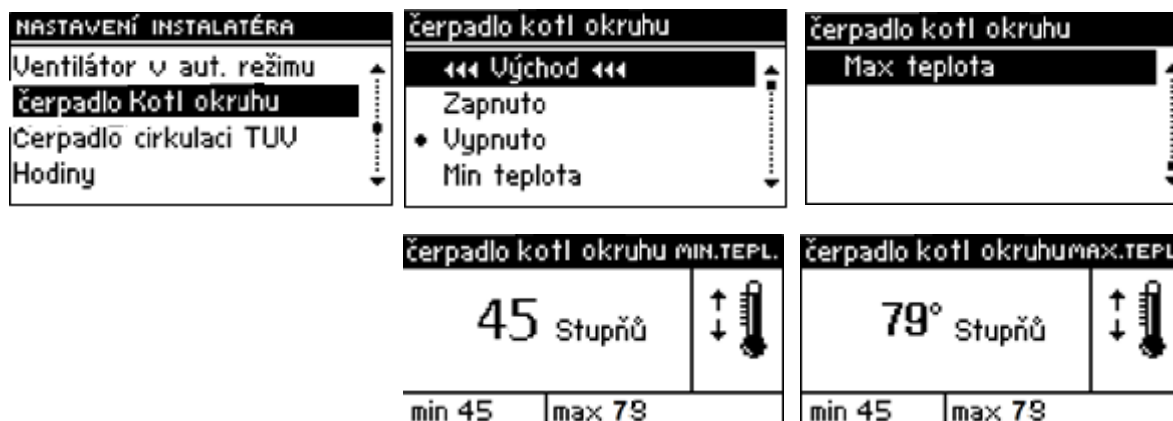 NASTAVENÍ INSTALATÉRA
Ventilátor v aut. režimu
čerpadlo Kotl okruhu
Čerpadlo cirkulaci TUV
Hodiny
čerpadlo kotl okruhu
Východ
Zapnuto
Vypnuto
Min teplota
čerpadlo kotl okruhu
Max teplota
čerpadlo kotl okruhu MIN.TEPL.
45 Stupňů
min 45 max 79
čerpadlo kotl okruhu MAX.TEPL
79° Stupňů
min 45 max 79